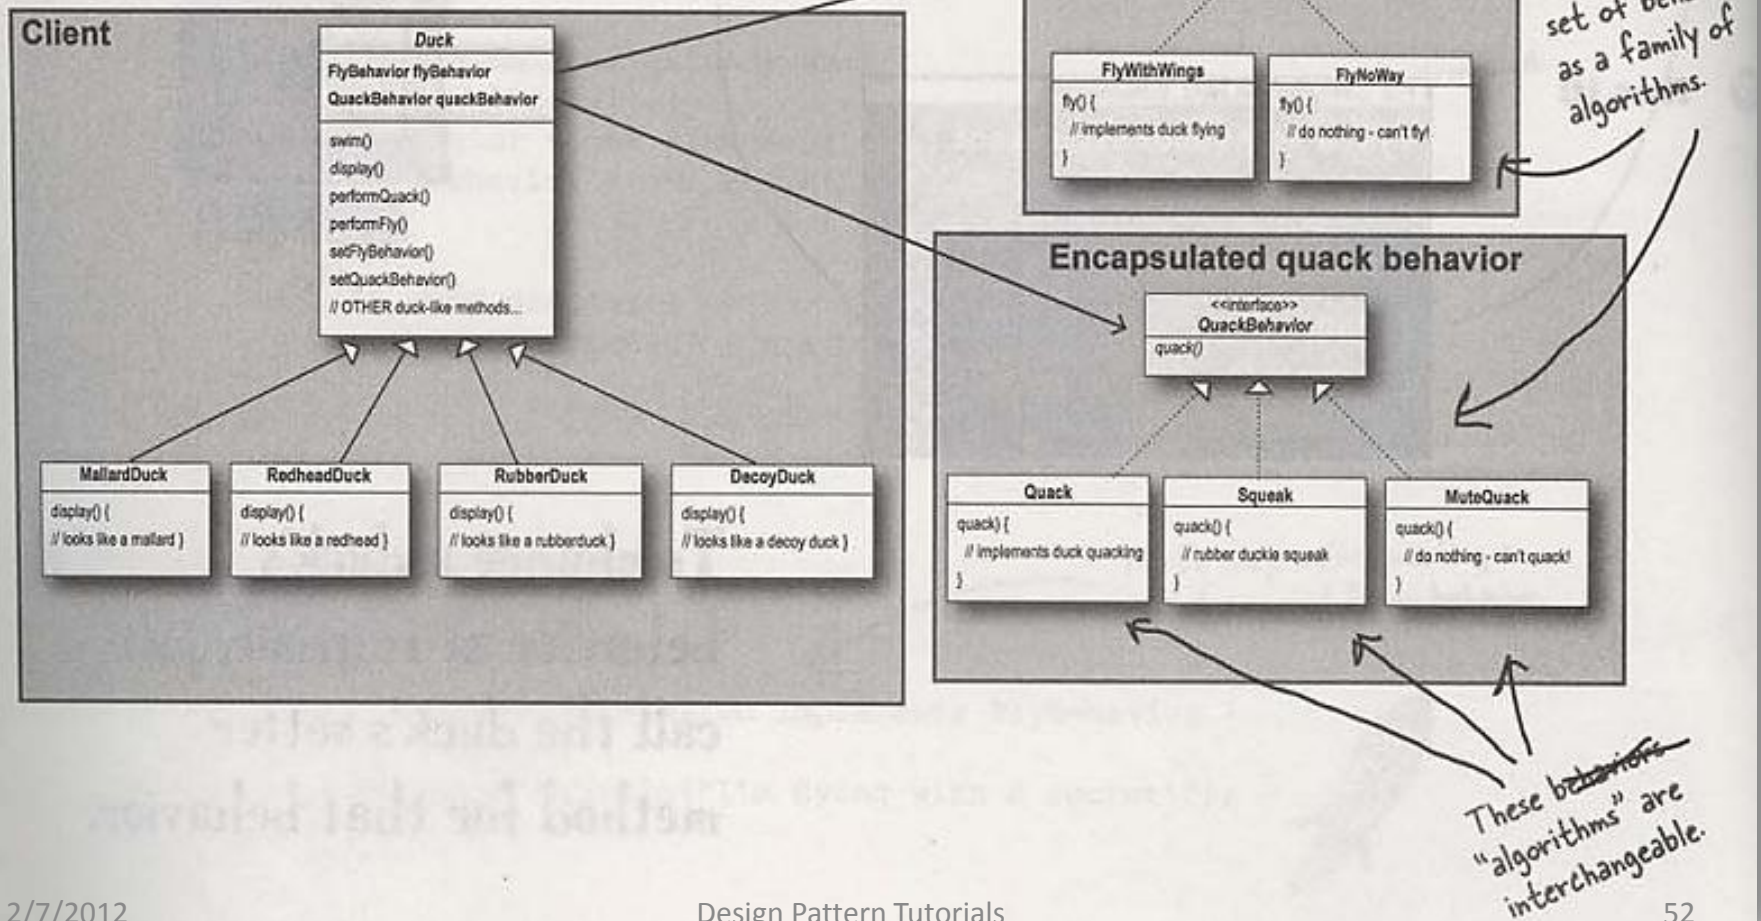 Client
Duck
FlyBehavior flyBehavior
QuackBehavior quackBehavior
swim()
display()
performQuack()
performFly()
setFlyBehavior()
setQuackBehavior()
// OTHER duck-like methods...
MallardDuck
display() {
// looks like a mallard }
RedheadDuck
display() {
// looks like a redhead }
RubberDuck
display() {
// looks like a rubberduck }
DecoyDuck
display() {
// looks like a decoy duck }
FlyWithWings
fly() {
// implements duck flying
}
FlyNoWay
fly() {
// do nothing - can't fly!
}
set of
as a family of
algorithms.
Encapsulated quack behavior
<<interface>>
QuackBehavior
quack()
Quack
quack) {
// implements duck quacking
}
Squeak
quack() {
// rubber duckie squeak
}
MuteQuack
quack() {
// do nothing - can't quack!
}
These behaviors
"algorithms" are
interchangeable.
call the duck's setter
method for that behavior.
2/7/2012
Design Pattern Tutorials
52